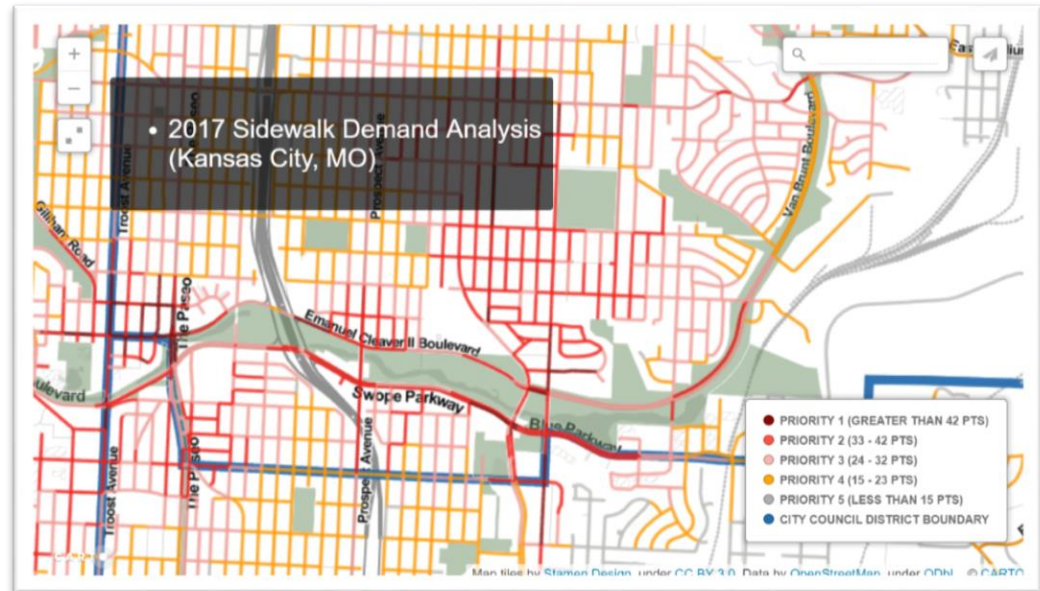 +
−
• 2017 Sidewalk Demand Analysis
(Kansas City, MO)
Troost Avenue
Paseo
Prospect Avenue
Van Brunt Boulevard
Gillham Road
The Paseo
Emanuel Cleaver II Boulevard
Swope Parkway
Blue Parkway
oulevard
Troost Avenue
The Paseo
Prospect Avenue
PRIORITY 1 (GREATER THAN 42 PTS)
PRIORITY 2 (33 - 42 PTS)
PRIORITY 3 (24 - 32 PTS)
PRIORITY 4 (15 - 23 PTS)
PRIORITY 5 (LESS THAN 15 PTS)
CITY COUNCIL DISTRICT BOUNDARY
Map tiles by Stamen Design, under CC BY 3.0. Data by OpenStreetMap, under ODbL. © CARTO